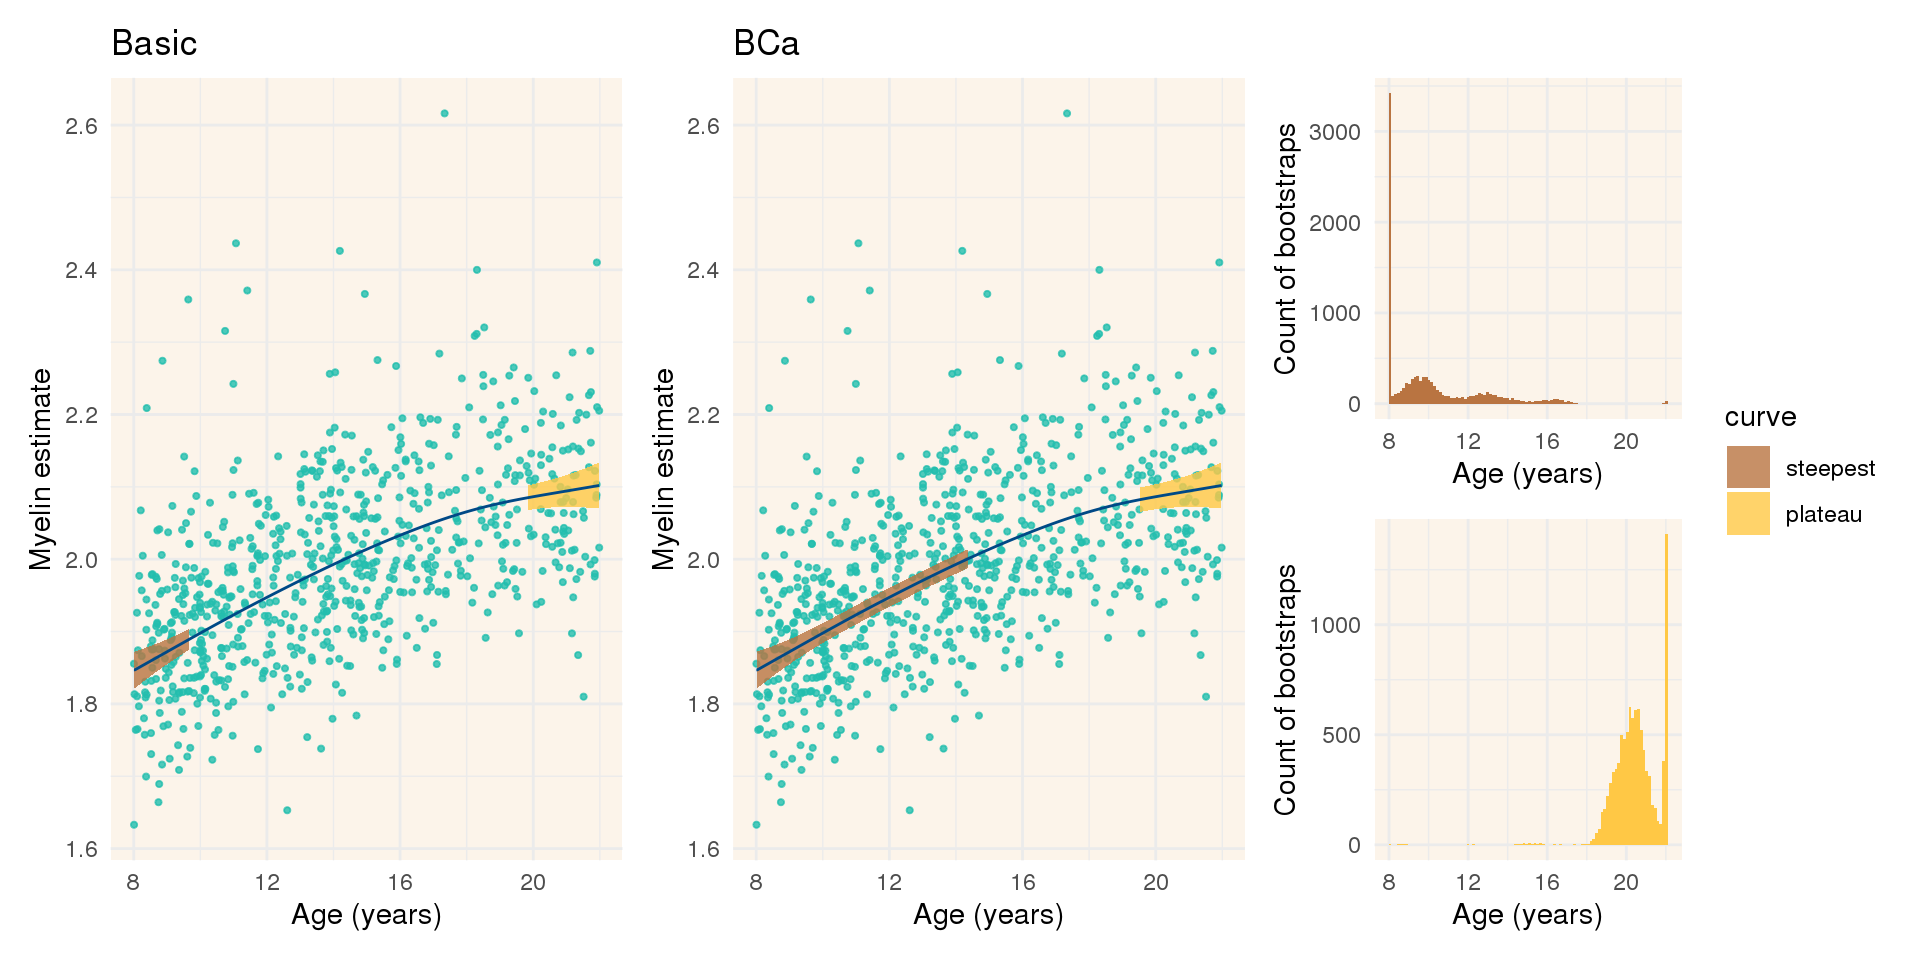 Basic
BCa
2.6
2.4
2.2
2.0
1.8
1.6
Myelin estimate
8 12 16 20
Age (years)
2.6
2.4
2.2
2.0
1.8
1.6
Myelin estimate
8 12 16 20
Age (years)
3000
2000
1000
0
Count of bootstraps
8 12 16 20
Age (years)
1000
500
0
Count of bootstraps
8 12 16 20
Age (years)
curve
steepest
plateau